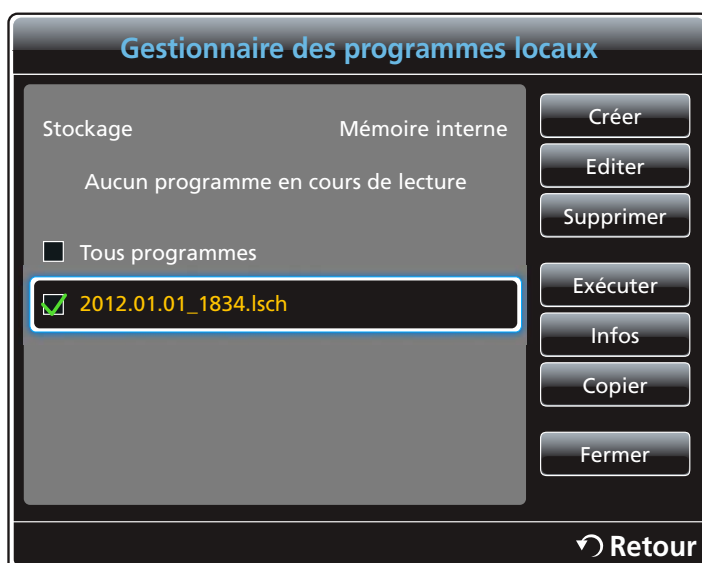 Gestionnaire des programmes locaux
Stockage Mémoire interne
Aucun programme en cours de lecture
Tous programmes
2012.01.01_1834.lsch
Créer
Editer
Supprimer
Exécuter
Infos
Copier
Fermer
Retour